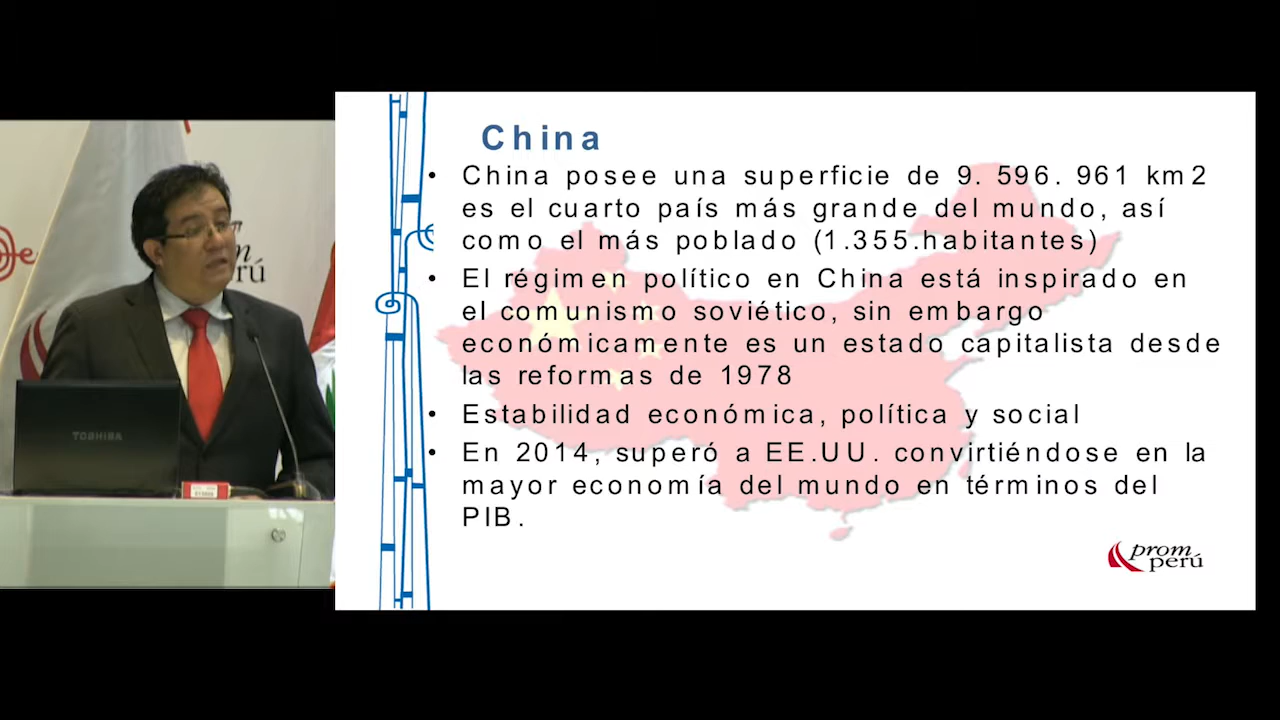 China
• China posee una superficie de 9. 596. 961 km2
es el cuarto país más grande del mundo, así
como el más poblado (1.355.habitantes)
• El régimen político en China está inspirado en
el comunismo soviético, sin embargo
económicamente es un estado capitalista desde
las reformas de 1978
• Estabilidad económica, política y social
• En 2014, superó a EE.UU. convirtiéndose en la
mayor economía del mundo en términos del
PIB.
prom
perú
TOSHIBA